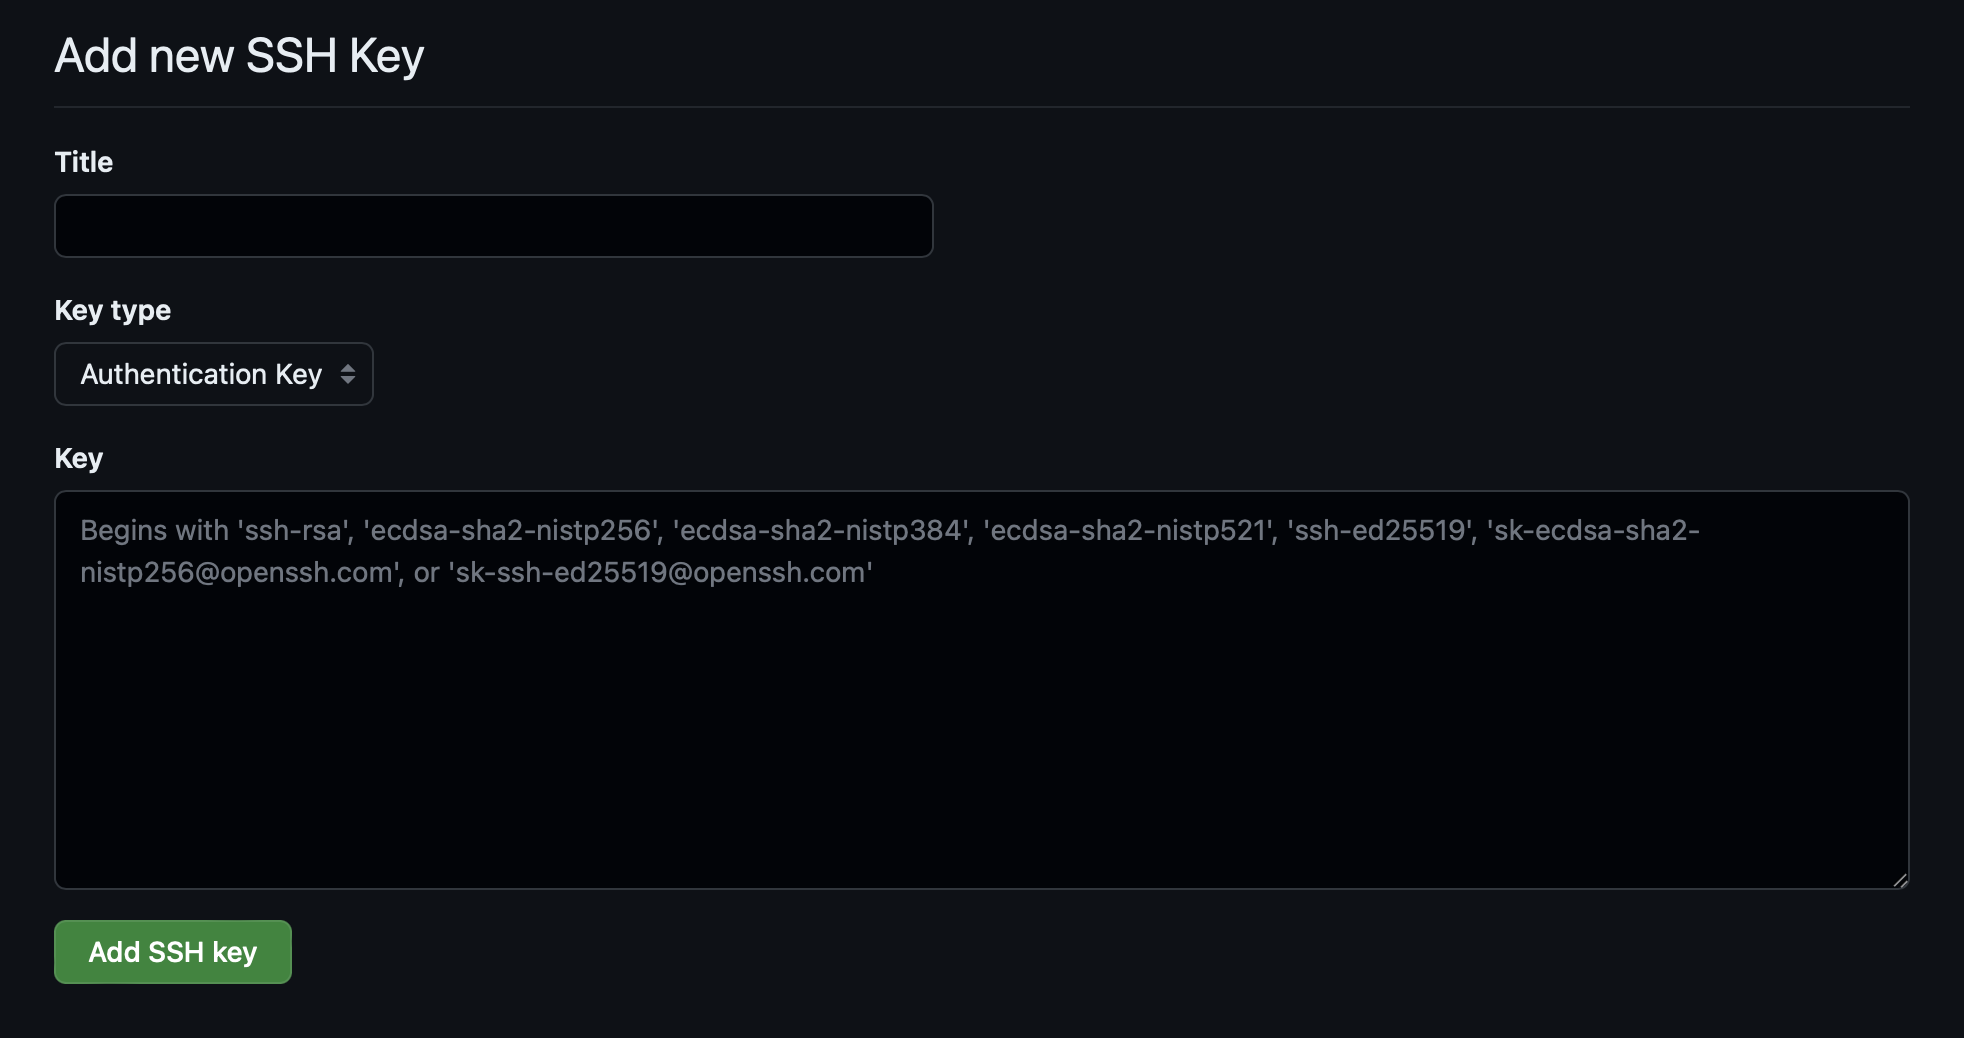 Add new SSH Key
Title
Key type
Authentication Key
Key
Begins with 'ssh-rsa', 'ecdsa-sha2-nistp256', 'ecdsa-sha2-nistp384', 'ecdsa-sha2-nistp521', 'ssh-ed25519', 'sk-ecdsa-sha2-
nistp256@openssh.com', or 'sk-ssh-ed25519@openssh.com'
Add SSH key